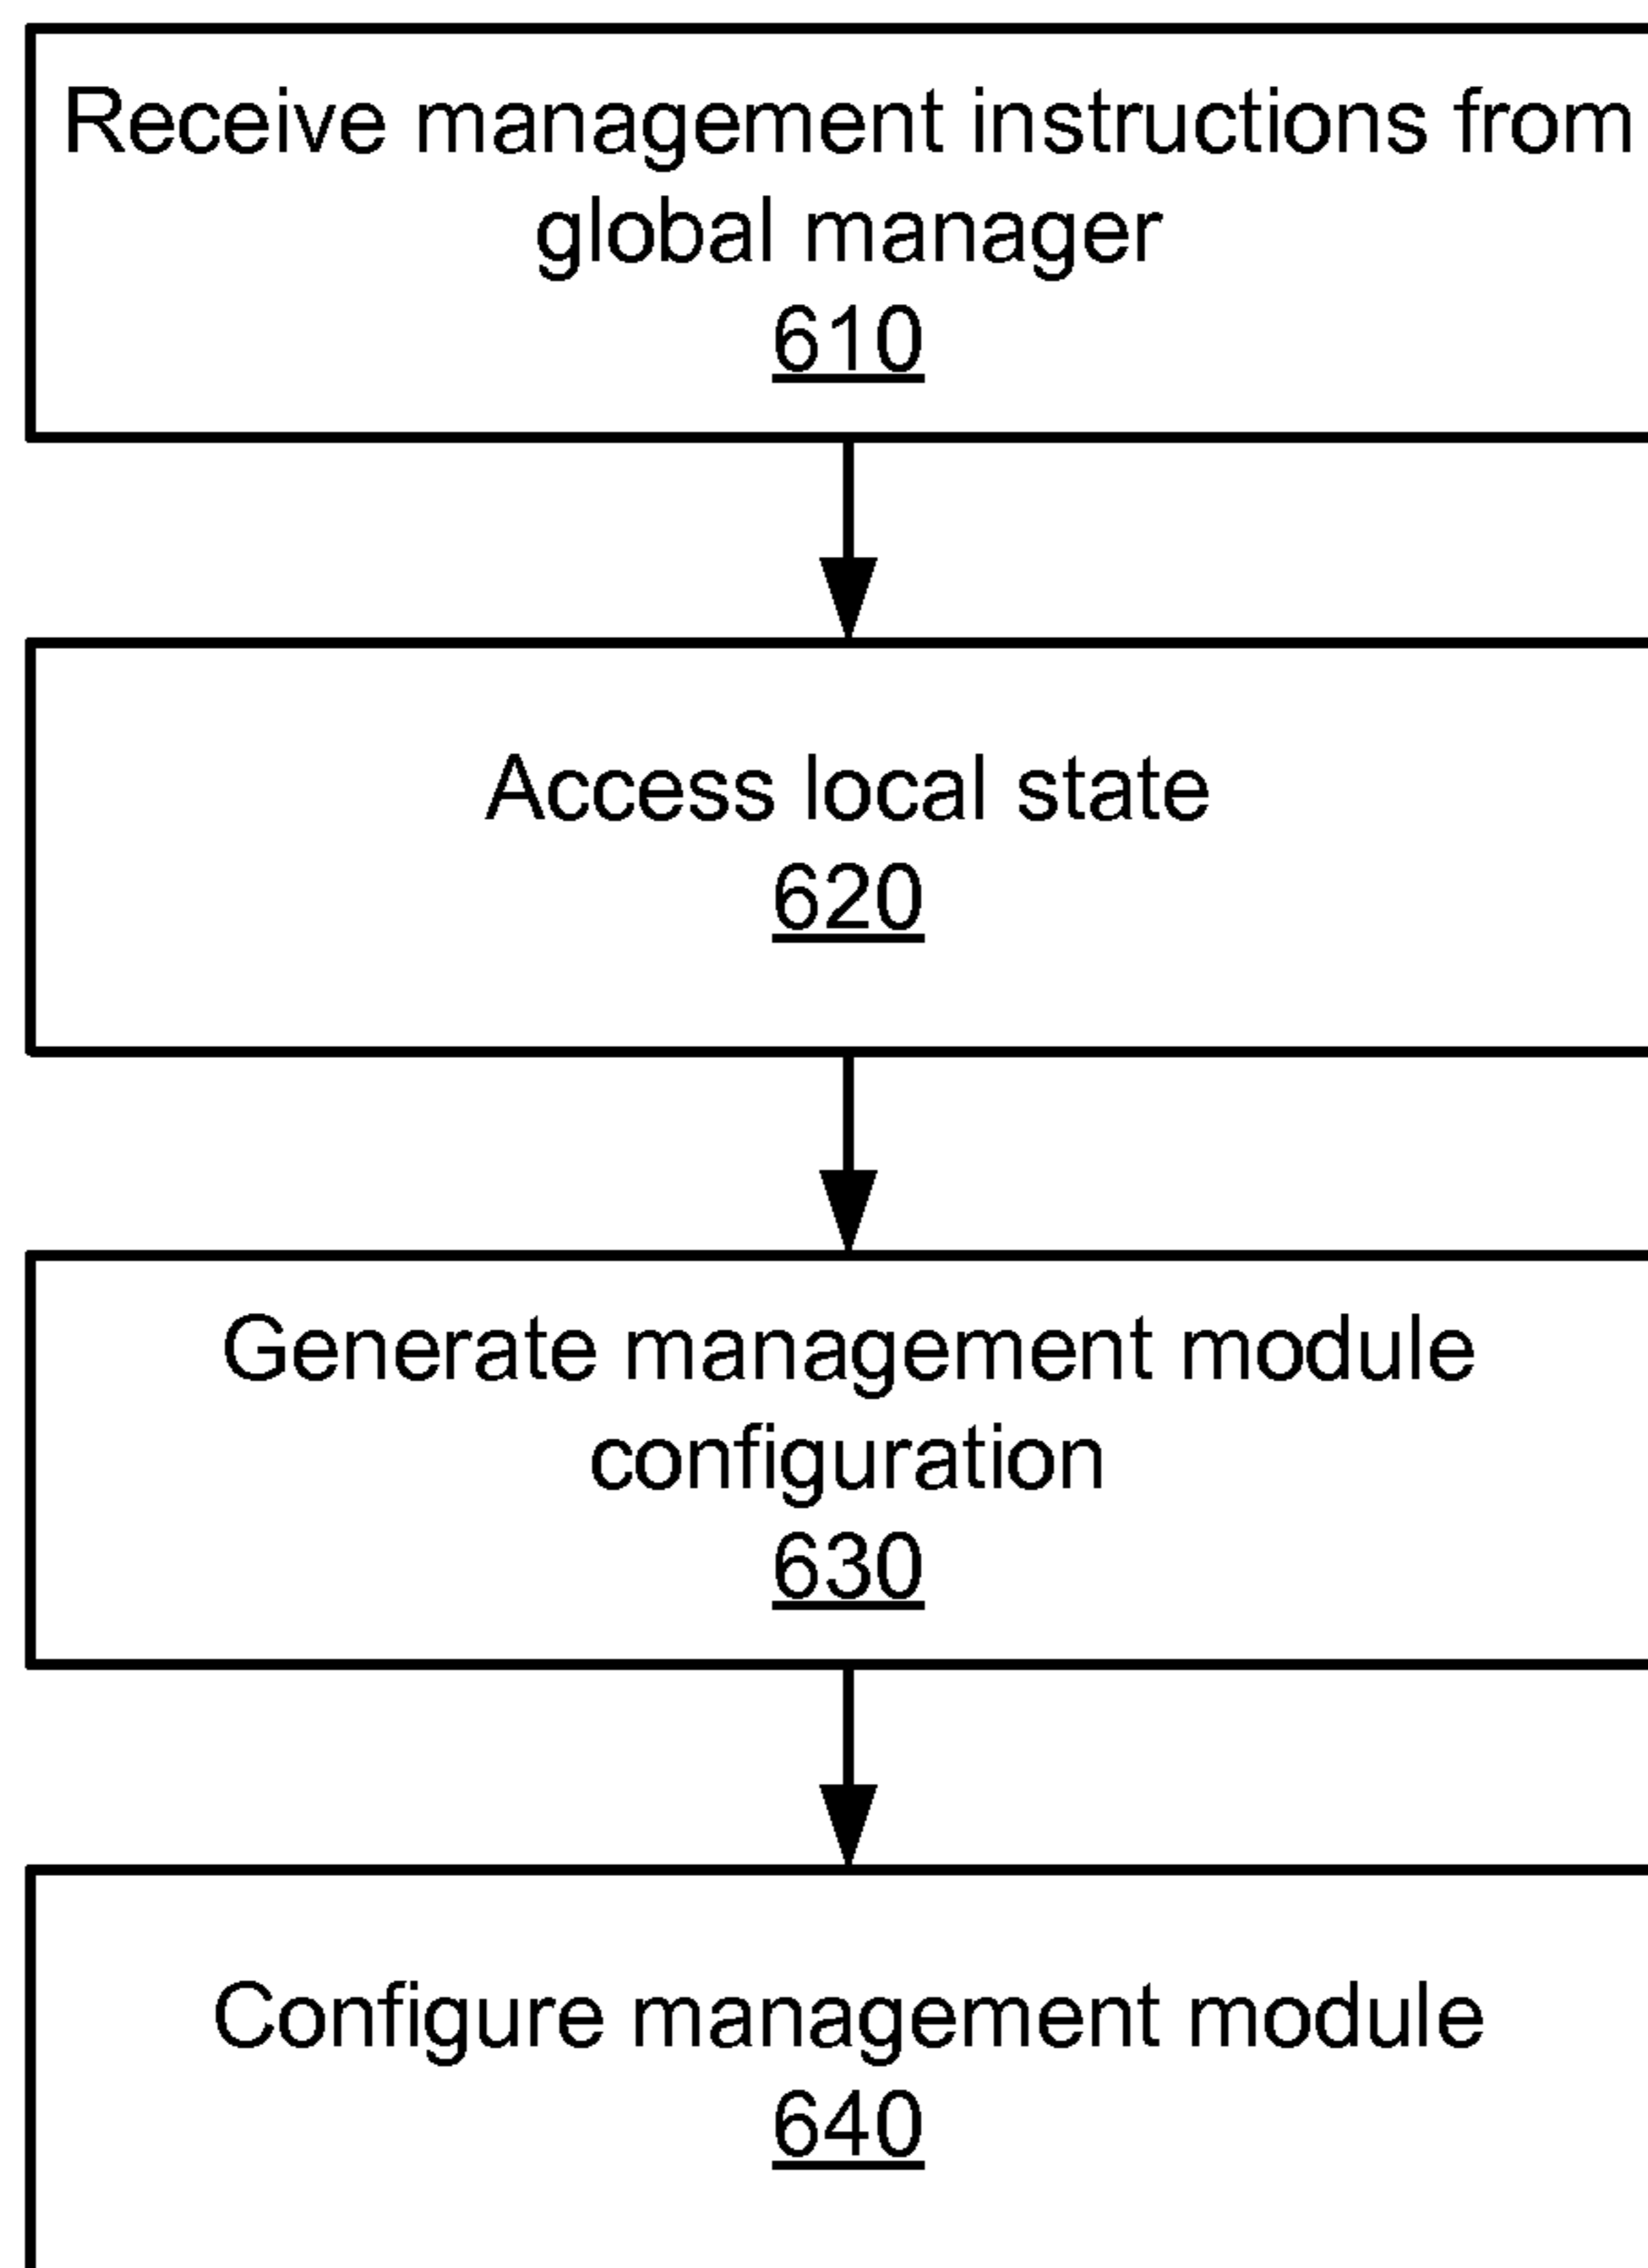 Receive management instructions from
global manager
610
Access local state
620
Generate management module
configuration
630
Configure management module
640